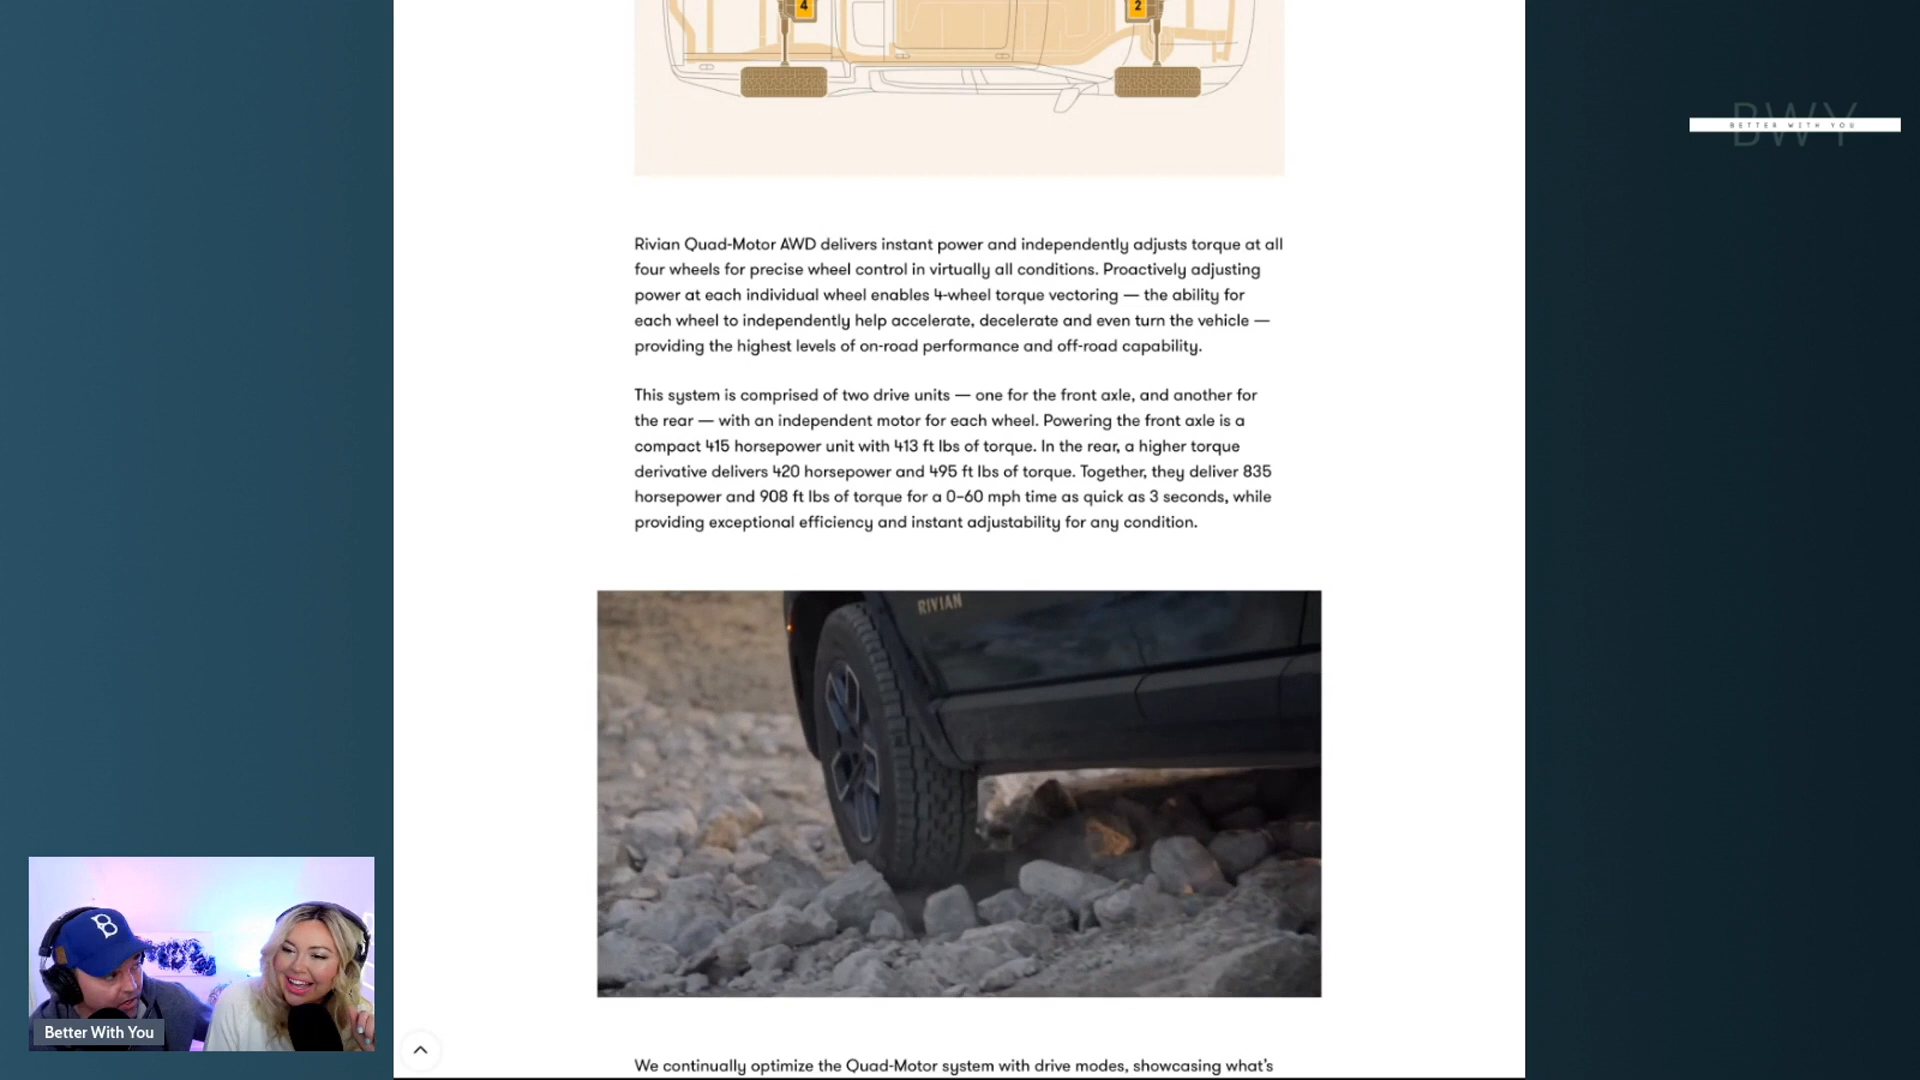 4
2
BWY
BETTER WITH YOU
Rivian Quad-Motor AWD delivers instant power and independently adjusts torque at all
four wheels for precise wheel control in virtually all conditions. Proactively adjusting
power at each individual wheel enables 4-wheel torque vectoring — the ability for
each wheel to independently help accelerate, decelerate and even turn the vehicle —
providing the highest levels of on-road performance and off-road capability.
This system is comprised of two drive units — one for the front axle, and another for
the rear — with an independent motor for each wheel. Powering the front axle is a
compact 415 horsepower unit with 413 ft lbs of torque. In the rear, a higher torque
derivative delivers 420 horsepower and 495 ft lbs of torque. Together, they deliver 835
horsepower and 908 ft lbs of torque for a 0–60 mph time as quick as 3 seconds, while
providing exceptional efficiency and instant adjustability for any condition.
RIVIAN
B
Better With You
We continually optimize the Quad-Motor system with drive modes, showcasing what's